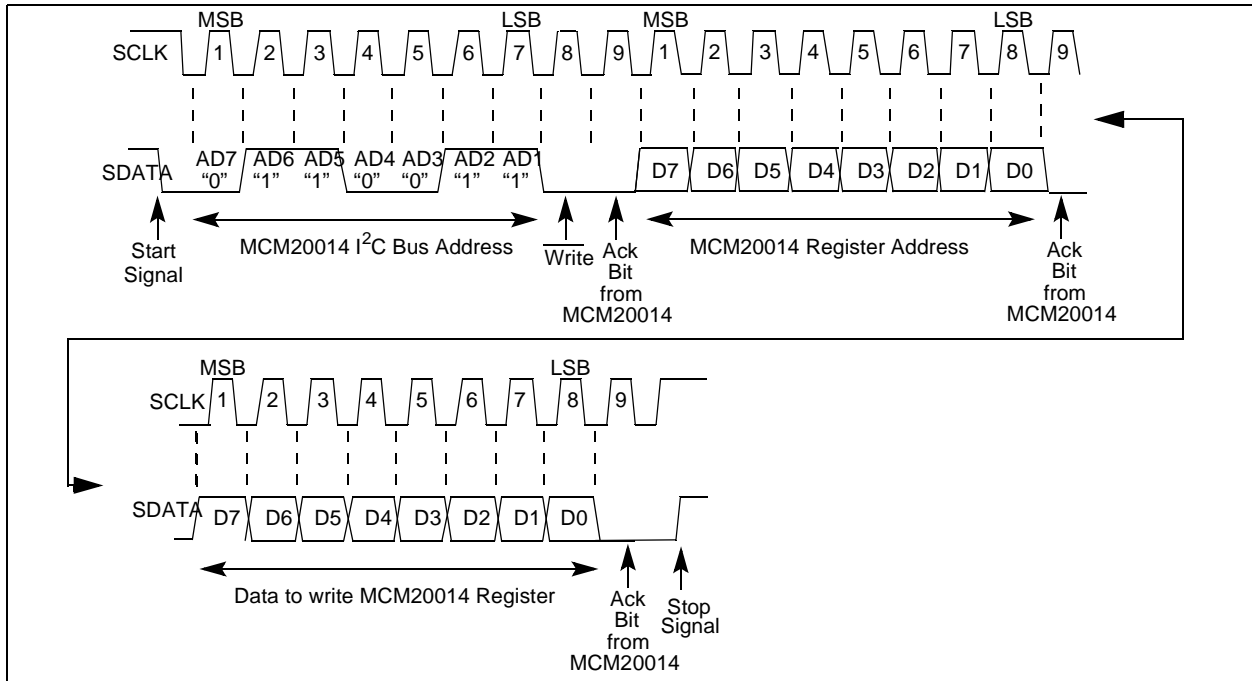 MSB LSB MSB LSB
SCLK 1 2 3 4 5 6 7 8 9 1 2 3 4 5 6 7 8 9
SDATA AD7 AD6 AD5 AD4 AD3 AD2 AD1 D7 D6 D5 D4 D3 D2 D1 D0
“0” “1” “1” “0” “0” “1” “1”
MCM20014 I²C Bus Address
MCM20014 Register Address
Start
Signal
Write
Ack
Bit
from
MCM20014
Ack
Bit
from
MCM20014
MSB LSB
SCLK 1 2 3 4 5 6 7 8 9
SDATA D7 D6 D5 D4 D3 D2 D1 D0
Data to write MCM20014 Register
Ack
Bit
from
MCM20014
Stop
Signal